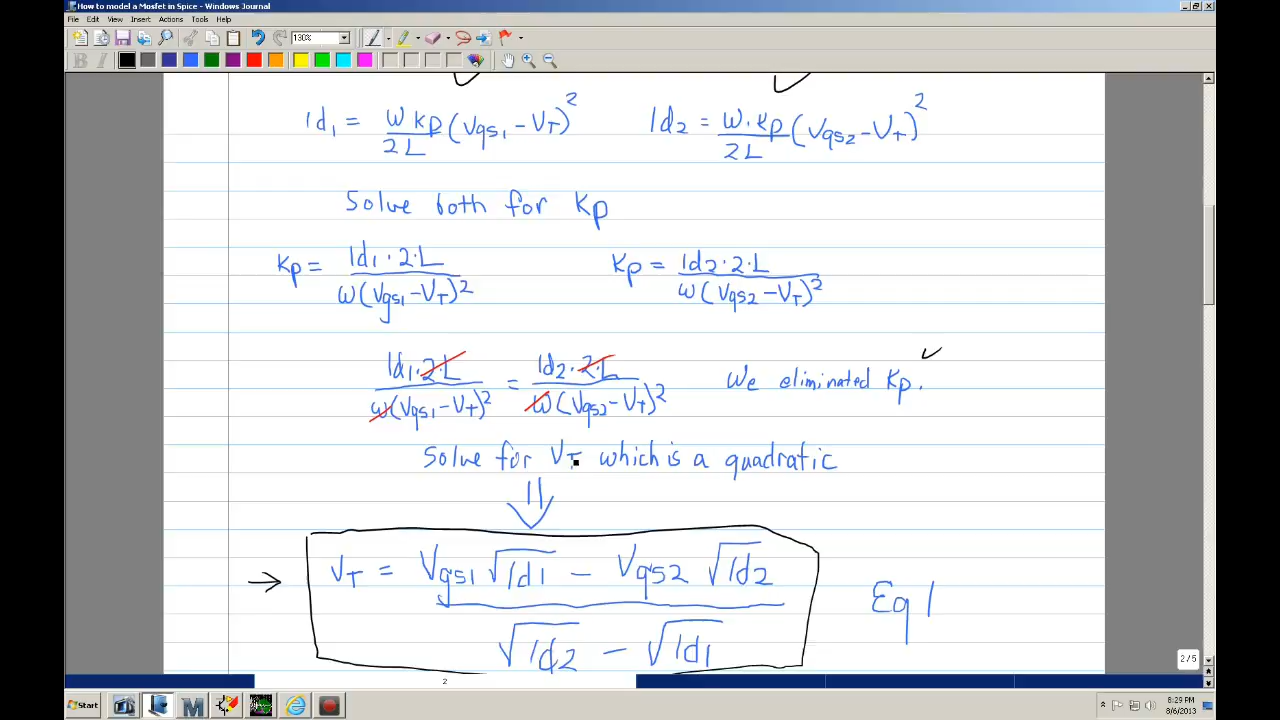 How to model a Mosfet in Spice - Windows Journal
File Edit View Insert Actions Tools Help
130%
B I
Id1 = W Kp / 2L (Vgs1 - VT)^2 Id2 = W·Kp / 2L (Vgs2 - VT)^2
Solve both for Kp
Kp = Id1 · 2 · L / W(Vgs1 - VT)^2 Kp = Id2 · 2 · L / W(Vgs2 - VT)^2
Id1 · 2 · L / W(Vgs1 - VT)^2 = Id2 · 2 · L / W(Vgs2 - VT)^2 We eliminated Kp.
Solve for VT which is a quadratic
VT = Vgs1 √Id1 - Vgs2 √Id2 / √Id2 - √Id1 Eq 1
2/5
2
Start
8:29 PM
8/6/2013